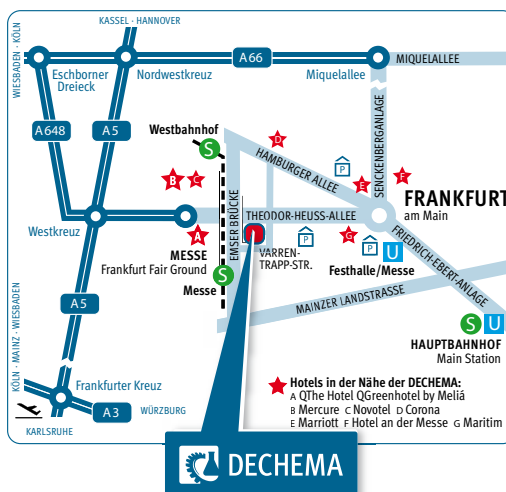 KASSEL · HANNOVER
WIESBADEN · KÖLN
A66
MIQUELALLEE
Eschborner
Dreieck
Nordwestkreuz
Miquelallee
A648
A5
Westbahnhof
S
D
HAMBURGER ALLEE
P
SENCKENBERGANLAGE
B
C
E
F
FRANKFURT
am Main
EMSER BRÜCKE
THEODOR-HEUSS-ALLEE
Westkreuz
A
G
P
P
U
VARREN-
TRAPP-STR.
MESSE
Frankfurt Fair Ground
Festhalle/Messe
FRIEDRICH-EBERT-ANLAGE
S
Messe
MAINZER LANDSTRASSE
A5
S U
HAUPTBAHNHOF
Main Station
KÖLN · MAINZ · WIESBADEN
Frankfurter Kreuz
A3
WÜRZBURG
KARLSRUHE
Hotels in der Nähe der DECHEMA:
A QThe Hotel QGreenhotel by Meliá
B Mercure C Novotel D Corona
E Marriott F Hotel an der Messe G Maritim
DECHEMA